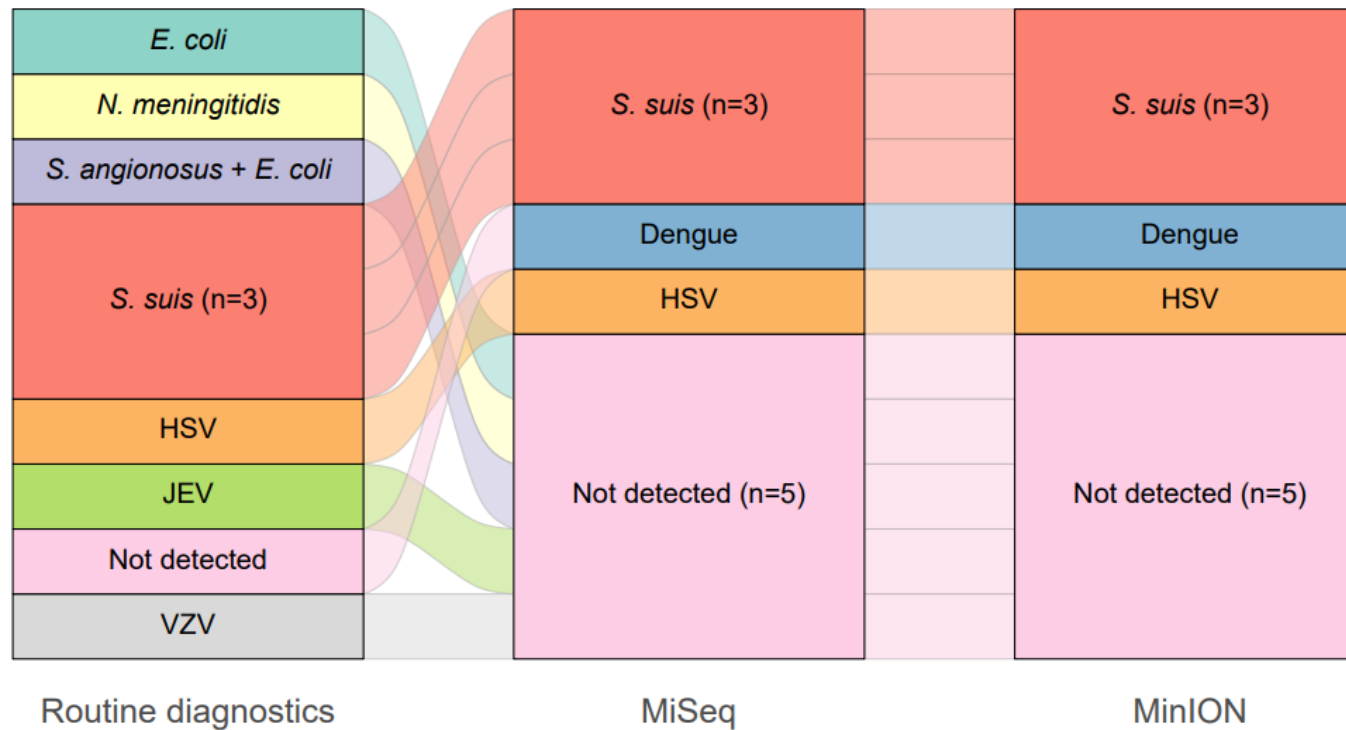 E. coli
N. meningitidis
S. angionosus + E. coli
S. suis (n=3)
HSV
JEV
Not detected
VZV
Routine diagnostics
S. suis (n=3)
Dengue
HSV
Not detected (n=5)
MiSeq
S. suis (n=3)
Dengue
HSV
Not detected (n=5)
MinION